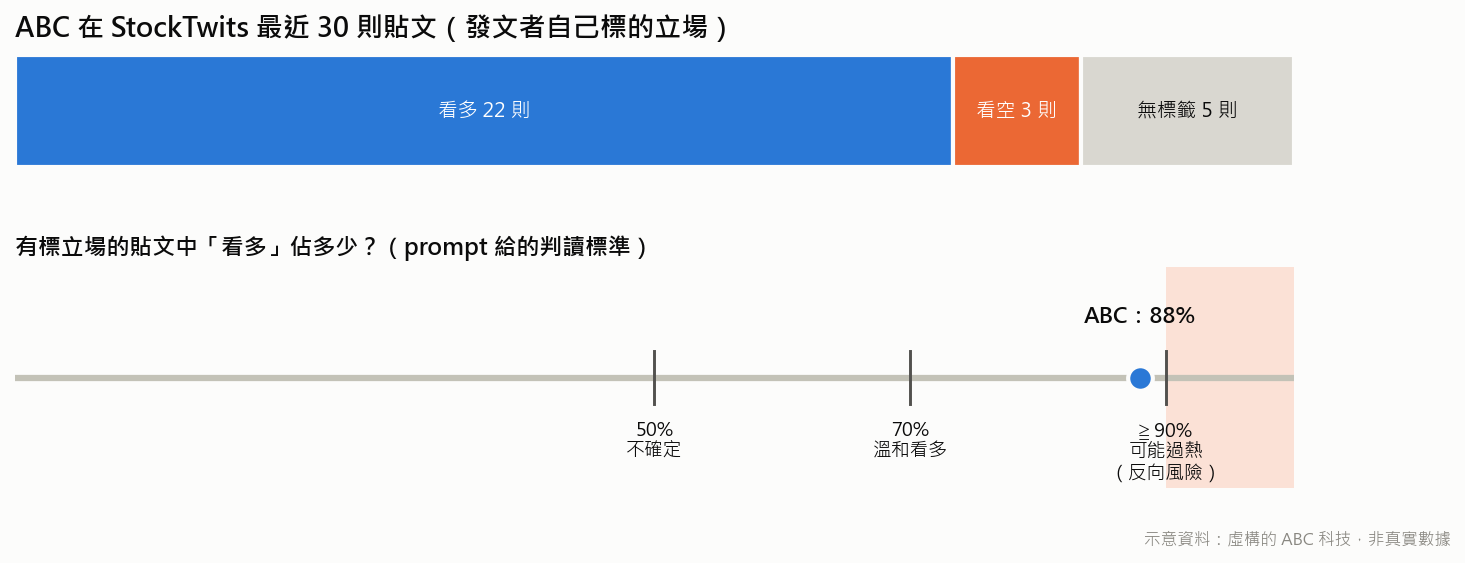 ABC 在 StockTwits 最近 30 則貼文（發文者自己標的立場）
看多 22 則
看空 3 則
無標籤 5 則
有標立場的貼文中「看多」佔多少？（prompt 給的判讀標準）
ABC：88%
50%
不確定
70%
溫和看多
≧90%
可能過熱
（反向風險）
示意資料：虛構的 ABC 科技．非真實數據